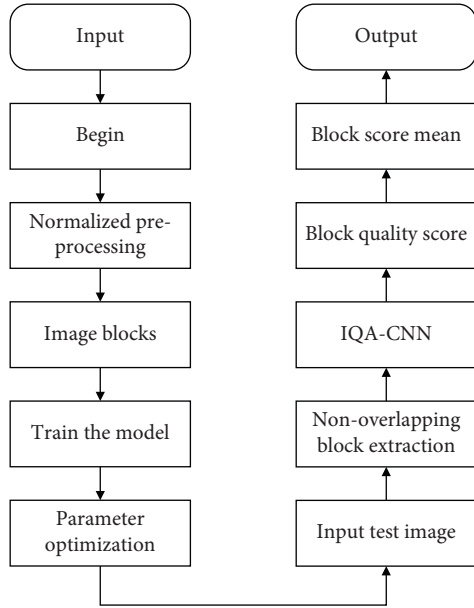 Input
Begin
Normalized pre-
processing
Image blocks
Train the model
Parameter
optimization
Input test image
Non-overlapping
block extraction
IQA-CNN
Block quality score
Block score mean
Output